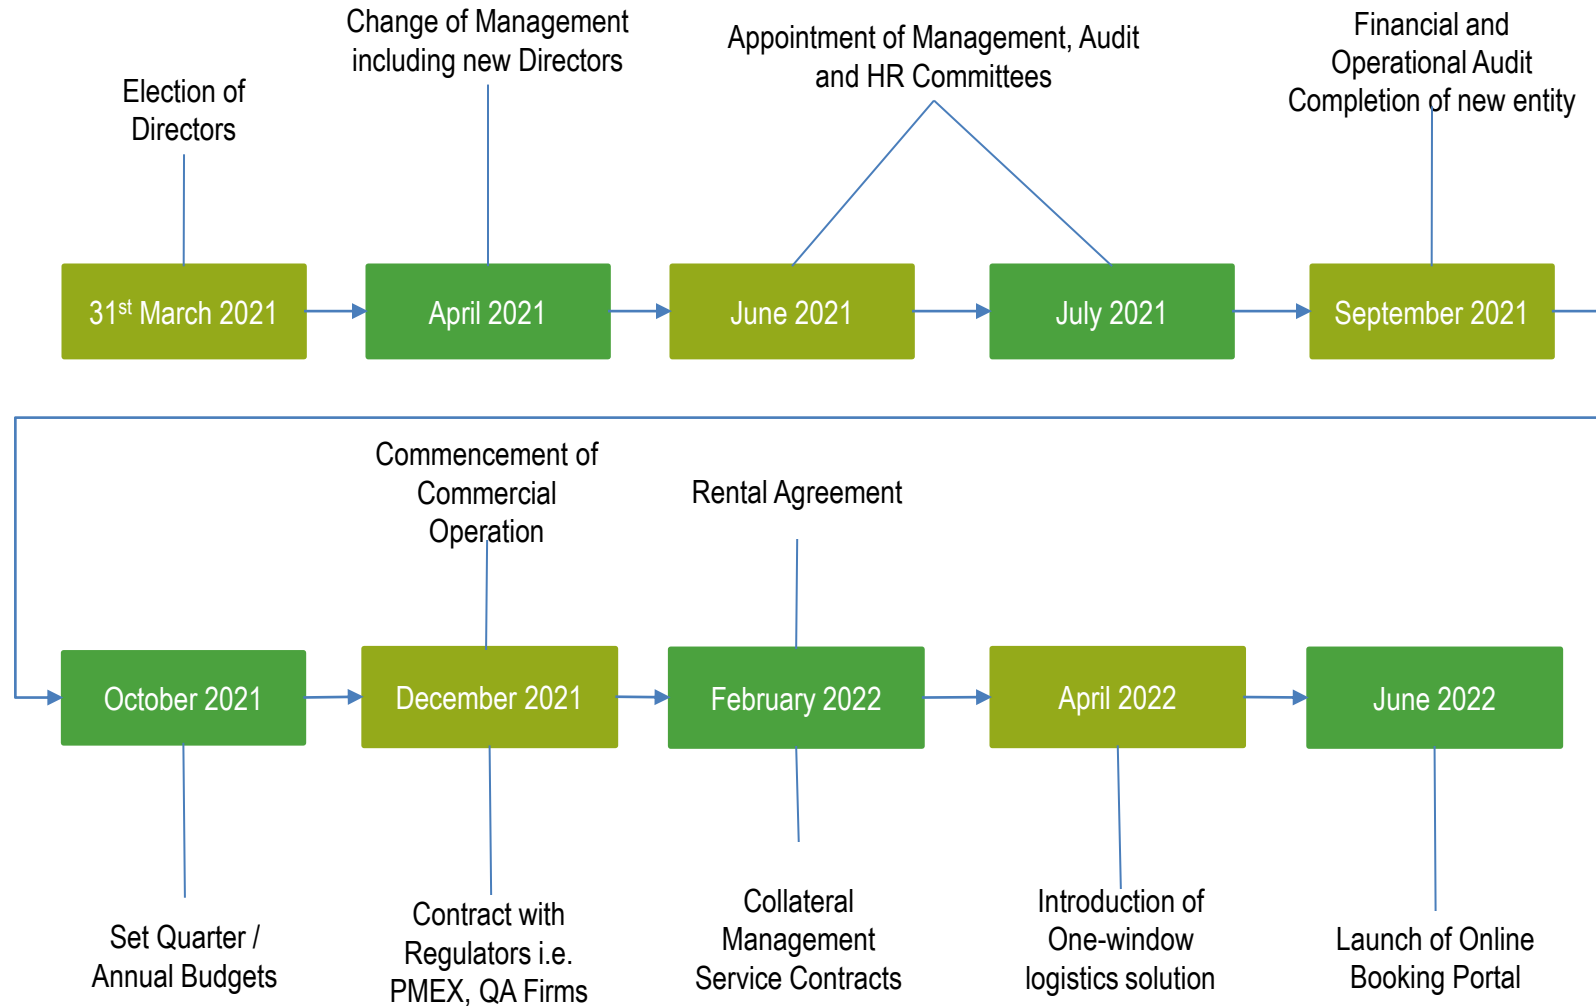 Election of
Directors
Change of Management
including new Directors
Appointment of Management, Audit
and HR Committees
Financial and
Operational Audit
Completion of new entity
31st March 2021
April 2021
June 2021
July 2021
September 2021
Commencement of
Commercial
Operation
Rental Agreement
October 2021
December 2021
February 2022
April 2022
June 2022
Set Quarter /
Annual Budgets
Contract with
Regulators i.e.
PMEX, QA Firms
Collateral
Management
Service Contracts
Introduction of
One-window
logistics solution
Launch of Online
Booking Portal